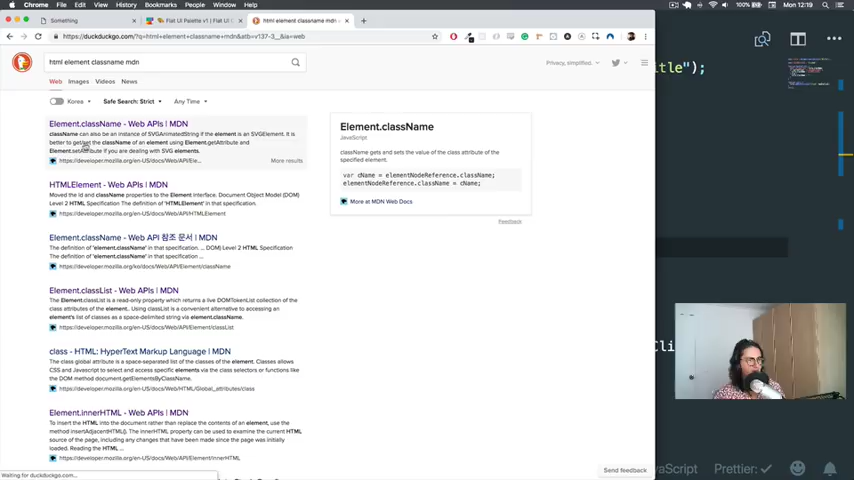 Chrome File Edit View History Bookmarks People Window Help
100%
Mon 12:19
Something
Flat UI Palette v1 | Flat UI C
html element classname mdn
https://duckduckgo.com/?q=html+element+classname+mdn&atb=v137-3__&ia=web
html element classname mdn
Privacy, simplified.
Web Images Videos News
Korea Safe Search: Strict Any Time
Element.className - Web APIs | MDN
className can also be an instance of SVGAnimatedString if the element is an SVGElement. It is
better to get/set the className of an element using Element.getAttribute and
Element.setAttribute if you are dealing with SVG elements.
https://developer.mozilla.org/en-US/docs/Web/API/Ele...
More results
HTMLElement - Web APIs | MDN
Moved the id and className properties to the Element interface. Document Object Model (DOM)
Level 2 HTML Specification The definition of 'HTMLElement' in that specification.
https://developer.mozilla.org/en-US/docs/Web/API/HTMLElement
Element.className - Web API 참조 문서 | MDN
The definition of 'element.className' in that specification. ... DOM) Level 2 HTML Specification
The definition of 'element.className' in that specification ...
https://developer.mozilla.org/ko/docs/Web/API/Element/className
Element.classList - Web APIs | MDN
The Element.classList is a read-only property which returns a live DOMTokenList collection of the
class attributes of the element.. Using classList is a convenient alternative to accessing an
element's list of classes as a space-delimited string via element.className.
https://developer.mozilla.org/en-US/docs/Web/API/Element/classList
class - HTML: HyperText Markup Language | MDN
The class global attribute is a space-separated list of the classes of the element. Classes allows
CSS and Javascript to select and access specific elements via the class selectors or functions like
the DOM method document.getElementsByClassName.
https://developer.mozilla.org/en-US/docs/Web/HTML/Global_attributes/class
Element.innerHTML - Web APIs | MDN
To insert the HTML into the document rather than replace the contents of an element, use the
method insertAdjacentHTML(). The innerHTML property can be used to examine the current
HTML source of the page, including any changes that have been made since the page was initially
loaded. Reading the HTML ...
https://developer.mozilla.org/en-US/docs/Web/API/Element/innerHTML
Element.className
JavaScript
className gets and sets the value of the class attribute of the
specified element.
var cName = elementNodeReference.className;
elementNodeReference.className = cName;
More at MDN Web Docs
Feedback
Send feedback
Waiting for duckduckgo.com...
tle");
Cli
vaScript Prettier: ✓